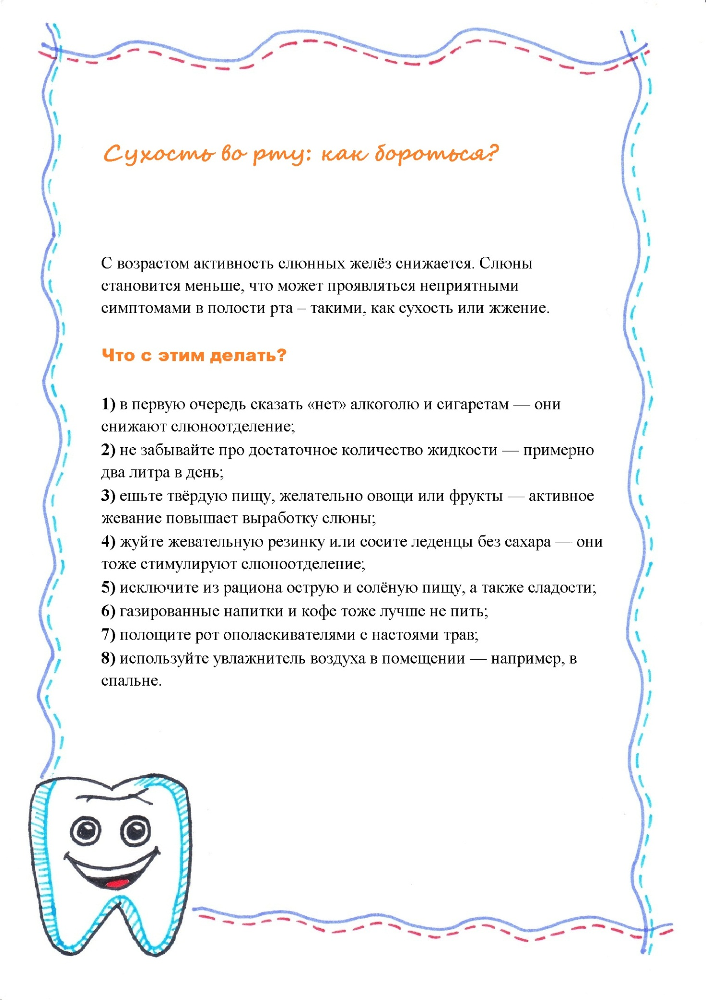 Сухость во рту: как бороться?
С возрастом активность слюнных желёз снижается. Слюны
становится меньше, что может проявляться неприятными
симптомами в полости рта – такими, как сухость или жжение.
Что с этим делать?
1) в первую очередь сказать «нет» алкоголю и сигаретам — они
снижают слюноотделение;
2) не забывайте про достаточное количество жидкости — примерно
два литра в день;
3) ешьте твёрдую пищу, желательно овощи или фрукты — активное
жевание повышает выработку слюны;
4) жуйте жевательную резинку или сосите леденцы без сахара — они
тоже стимулируют слюноотделение;
5) исключите из рациона острую и солёную пищу, а также сладости;
6) газированные напитки и кофе тоже лучше не пить;
7) полощите рот ополаскивателями с настоями трав;
8) используйте увлажнитель воздуха в помещении — например, в
спальне.